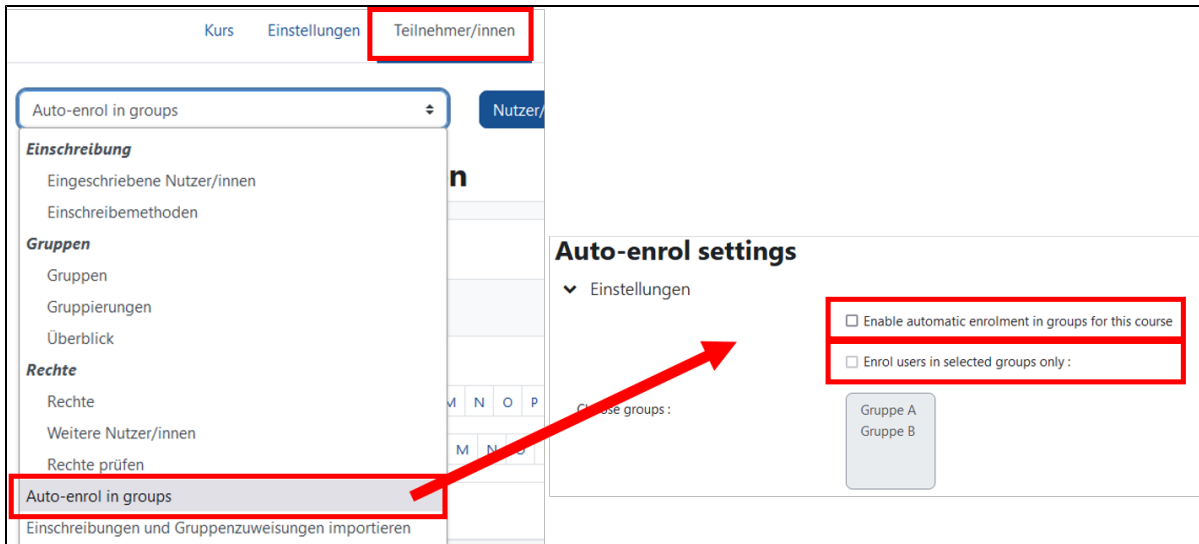 Kurs Einstellungen Teilnehmer/innen
Auto-enrol in groups
Nutzer/
Einschreibung
Eingeschriebene Nutzer/innen
n
Einschreibemethoden
Gruppen
Gruppen
Gruppierungen
Überblick
Rechte
Rechte
M N O P
Weitere Nutzer/innen
Rechte prüfen
M N
Auto-enrol in groups
Einschreibungen und Gruppenzuweisungen importieren
Auto-enrol settings
Einstellungen
Enable automatic enrolment in groups for this course
Enrol users in selected groups only :
Choose groups :
Gruppe A
Gruppe B